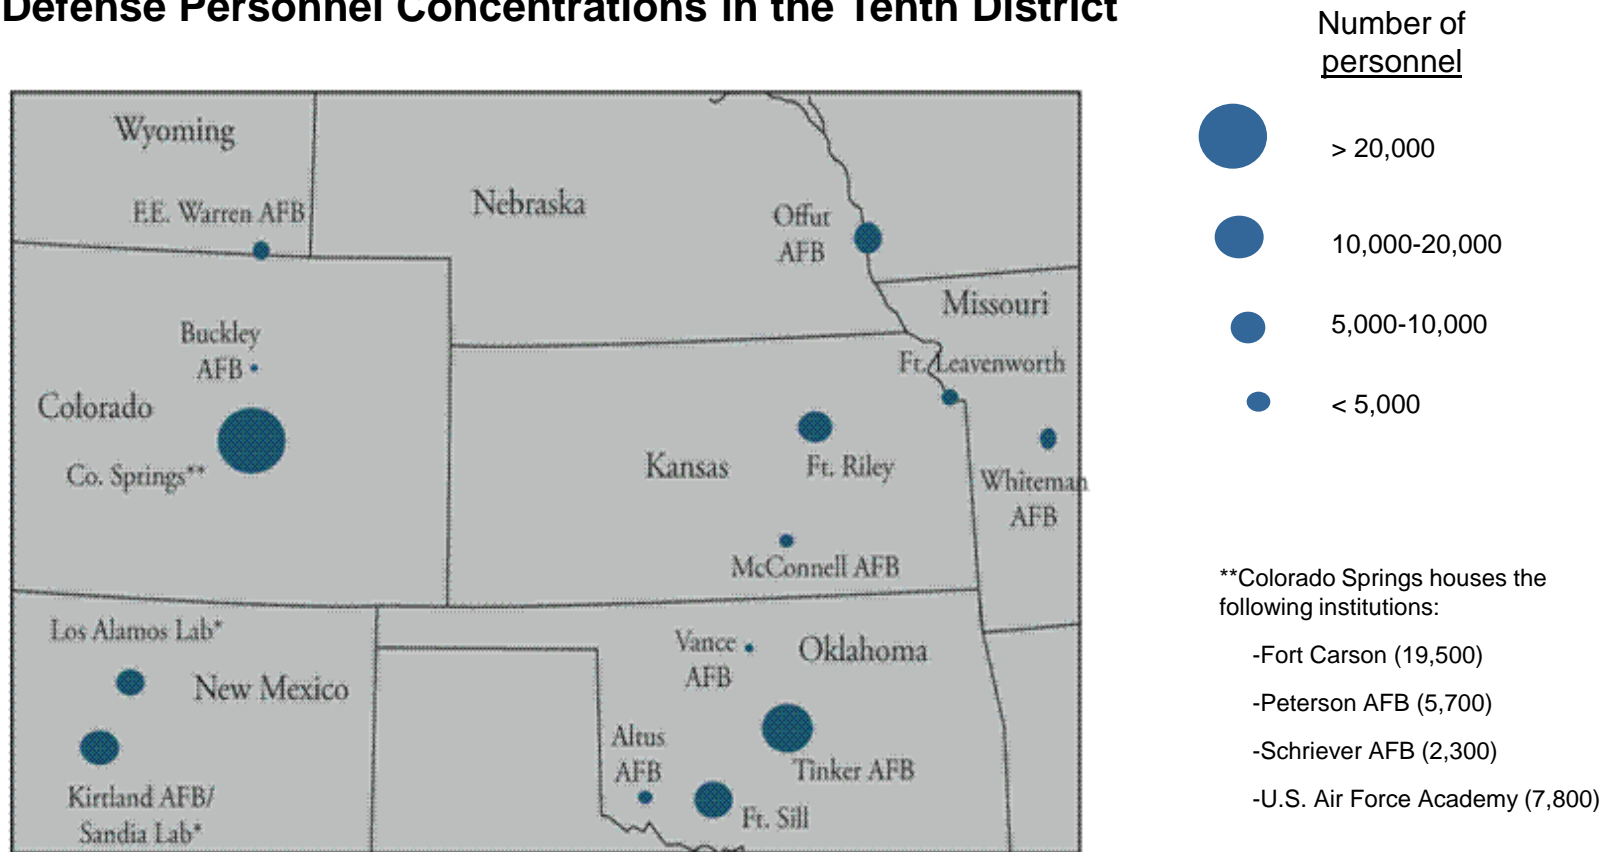 Defense Personnel Concentrations in the Tenth District
Number of
personnel
> 20,000
10,000-20,000
5,000-10,000
< 5,000
Wyoming
F.E. Warren AFB
Nebraska
Offut
AFB
Missouri
Buckley
AFB
Colorado
Co. Springs**
Ft. Leavenworth
Kansas
Ft. Riley
Whiteman
AFB
McConnell AFB
Los Alamos Lab*
New Mexico
Kirtland AFB/
Sandia Lab*
Vance
AFB
Oklahoma
Altus
AFB
Tinker AFB
Ft. Sill
**Colorado Springs houses the
following institutions:
-Fort Carson (19,500)
-Peterson AFB (5,700)
-Schriever AFB (2,300)
-U.S. Air Force Academy (7,800)